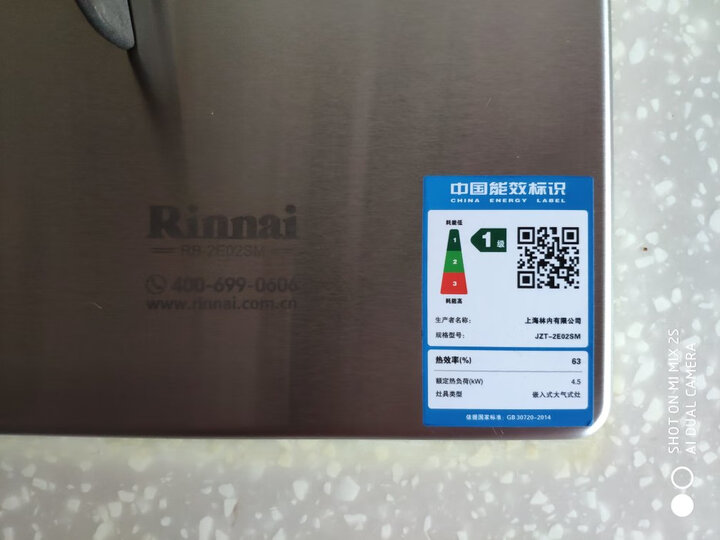 Rinnai
RB-2E02SM
400-699-0606
www.rinnai.com.cn
中国能效标识
CHINA ENERGY LABEL
耗能低
1
2
3
耗能高
1级
生产者名称： 上海林内有限公司
规格型号： JZT-2E02SM
热效率(%) 63
额定热负荷(kW) 4.5
灶具类型 嵌入式大气式灶
依据国家标准：GB 30720-2014
SHOT ON MI MIX 2S
AI DUAL CAMERA